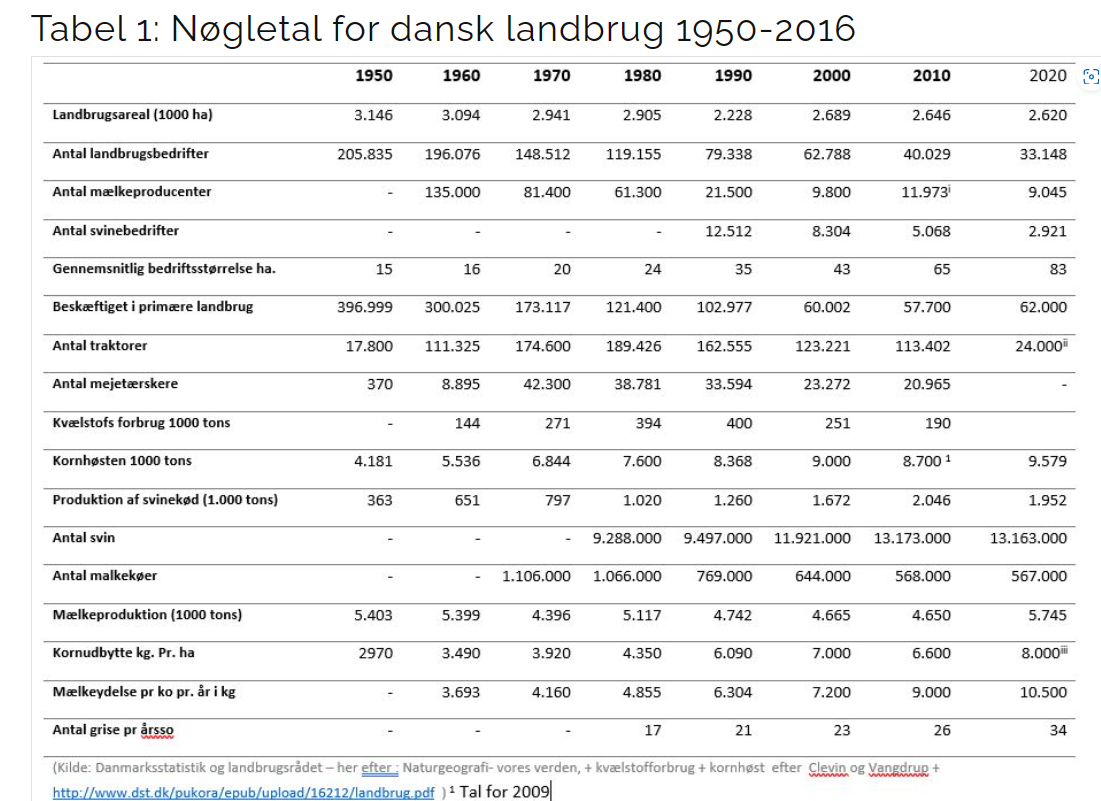 Tabel 1: Nøgletal for dansk landbrug 1950-2016
1950 1960 1970 1980 1990 2000 2010 2020
Landbrugsareal (1000 ha) 3.146 3.094 2.941 2.905 2.228 2.689 2.646 2.620
Antal landbrugsbedrifter 205.835 196.076 148.512 119.155 79.338 62.788 40.029 33.148
Antal mælkeproducenter - 135.000 81.400 61.300 21.500 9.800 11.973ⁱ 9.045
Antal svinebedrifter - - - - 12.512 8.304 5.068 2.921
Gennemsnitlig bedriftsstørrelse ha. 15 16 20 24 35 43 65 83
Beskæftiget i primære landbrug 396.999 300.025 173.117 121.400 102.977 60.002 57.700 62.000
Antal traktorer 17.800 111.325 174.600 189.426 162.555 123.221 113.402 24.000ⁱⁱ
Antal mejetærskere 370 8.895 42.300 38.781 33.594 23.272 20.965 -
Kvælstofs forbrug 1000 tons - 144 271 394 400 251 190
Kornhøsten 1000 tons 4.181 5.536 6.844 7.600 8.368 9.000 8.700 ¹ 9.579
Produktion af svinekød (1.000 tons) 363 651 797 1.020 1.260 1.672 2.046 1.952
Antal svin - - - 9.288.000 9.497.000 11.921.000 13.173.000 13.163.000
Antal malkekøer - - 1.106.000 1.066.000 769.000 644.000 568.000 567.000
Mælkeproduktion (1000 tons) 5.403 5.399 4.396 5.117 4.742 4.665 4.650 5.745
Kornudbytte kg. Pr. ha 2970 3.490 3.920 4.350 6.090 7.000 6.600 8.000ⁱⁱⁱ
Mælkeydelse pr ko pr. år i kg - 3.693 4.160 4.855 6.304 7.200 9.000 10.500
Antal grise pr årsso - - - 17 21 23 26 34
(Kilde: Danmarksstatistik og landbrugsrådet – her efter : Naturgeografi- vores verden, + kvælstofforbrug + kornhøst efter Clevin og Vangdrup +
http://www.dst.dk/pukora/epub/upload/16212/landbrug.pdf ) ¹ Tal for 2009